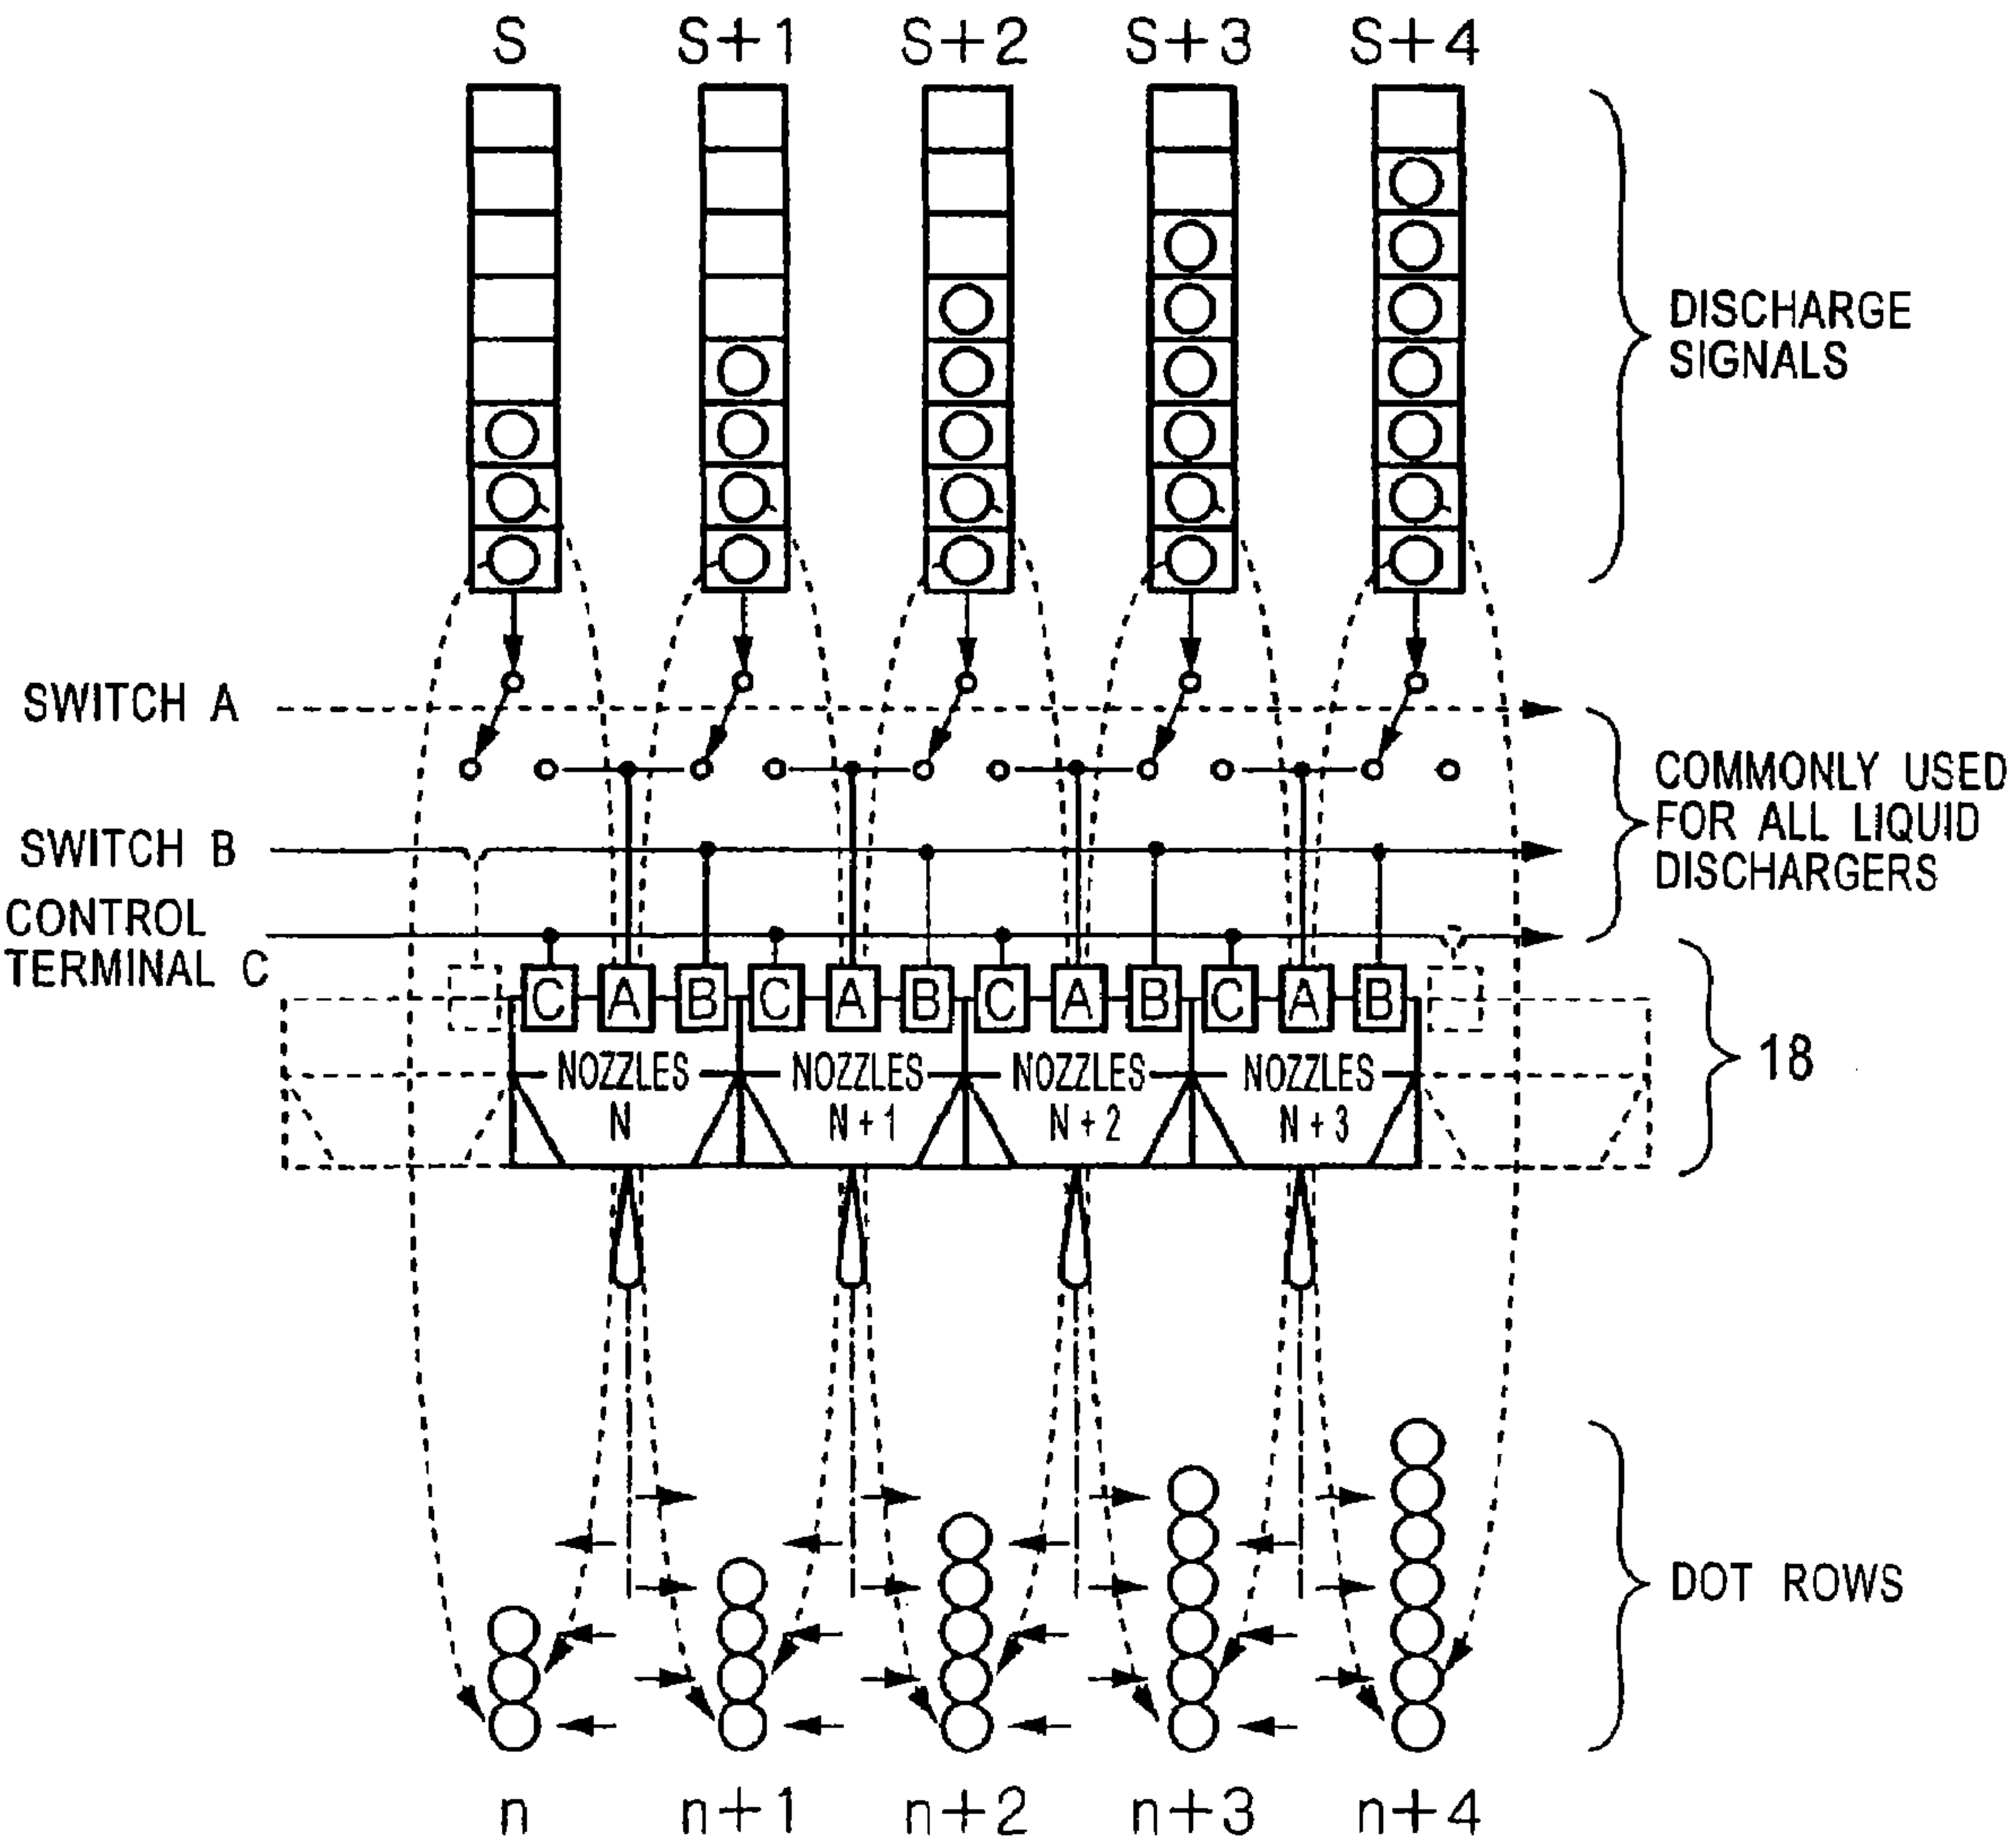 S S+1 S+2 S+3 S+4
DISCHARGE
SIGNALS
SWITCH A
COMMONLY USED
FOR ALL LIQUID
DISCHARGERS
SWITCH B
CONTROL
TERMINAL C
C A B C A B C A B C A B
NOZZLES NOZZLES NOZZLES NOZZLES
N N+1 N+2 N+3
18
DOT ROWS
n n+1 n+2 n+3 n+4